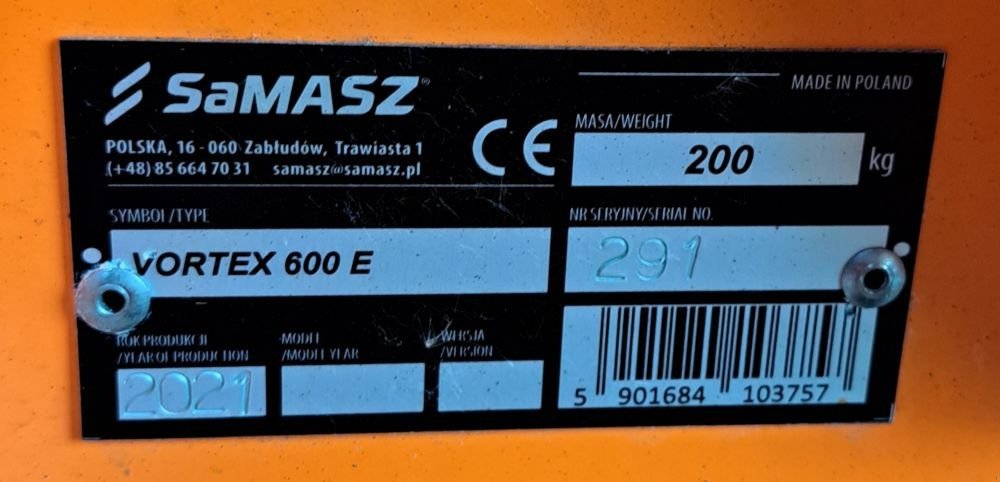 SaMASZ®
POLSKA, 16 - 060 Zabłudów, Trawiasta 1
(+48) 85 664 70 31 samasz@samasz.pl
CE
MADE IN POLAND
MASA/WEIGHT
200 kg
SYMBOL/TYPE
VORTEX 600 E
NR SERYJNY/SERIAL NO.
291
ROK PRODUKCJI
/YEAR OF PRODUCTION
2021
MODEL
/MODEL YEAR
WERSJA
/VERSION
5 901684 103757